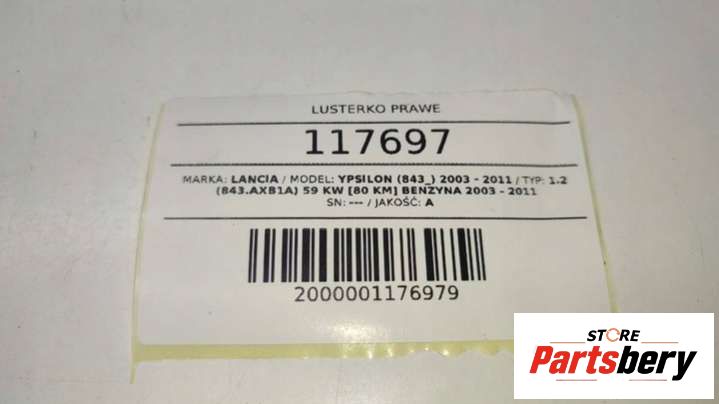 LUSTERKO PRAWE
117697
MARKA: LANCIA / MODEL: YPSILON (843_) 2003 - 2011 / TYP: 1.2
(843.AXB1A) 59 KW [80 KM] BENZYNA 2003 - 2011
SN: --- / JAKOŚĆ: A
2000001176979
STORE
Partsbery